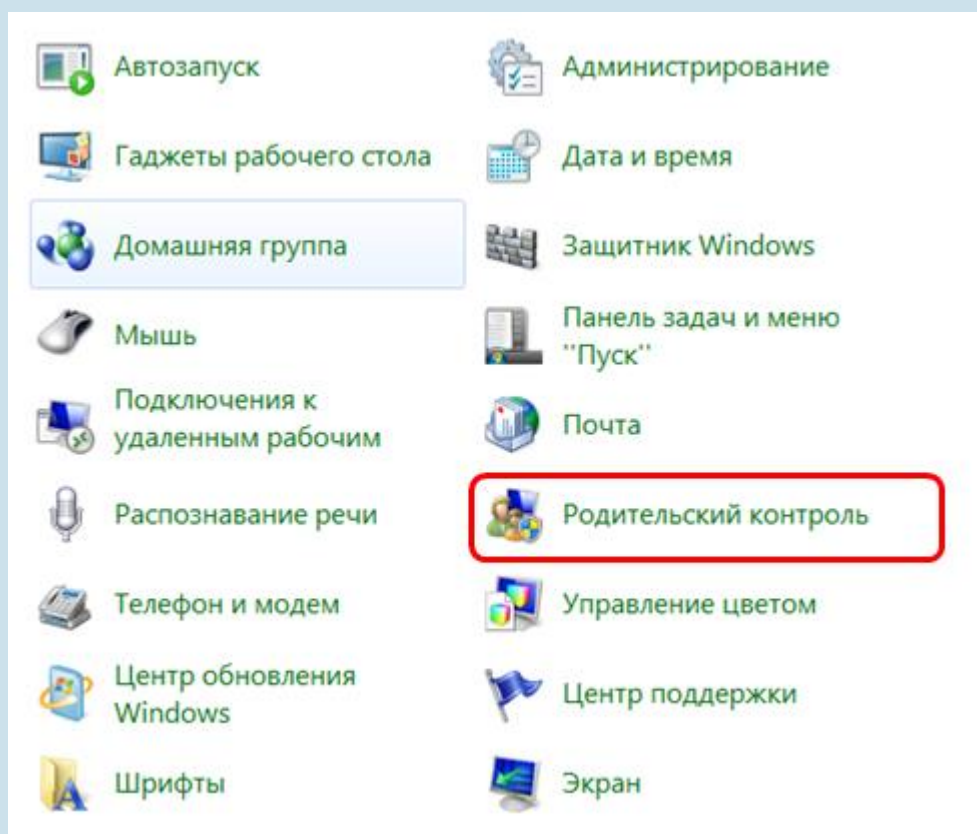 Автозапуск
Администрирование
Гаджеты рабочего стола
Дата и время
Домашняя группа
Защитник Windows
Мышь
Панель задач и меню
''Пуск''
Подключения к
удаленным рабочим
Почта
Распознавание речи
Родительский контроль
Телефон и модем
Управление цветом
Центр обновления
Windows
Центр поддержки
Шрифты
Экран